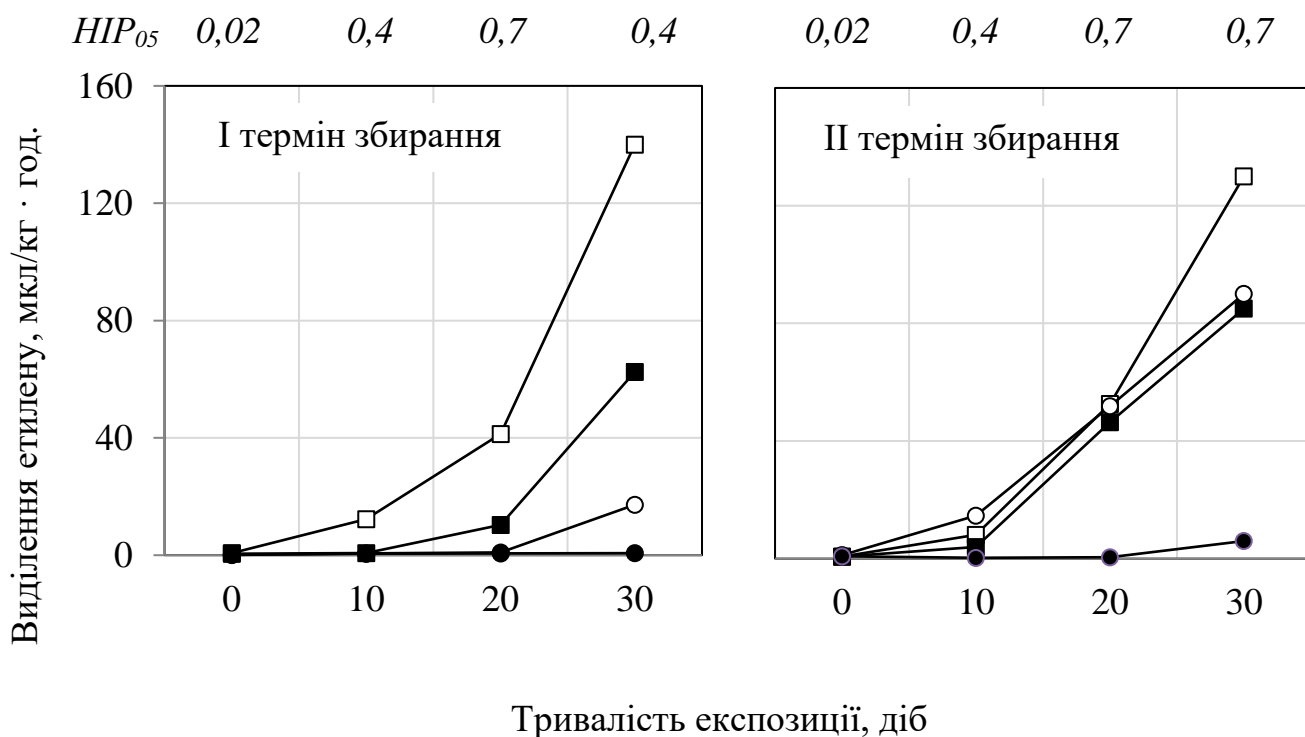 НІР05 0,02 0,4 0,7 0,4 0,02 0,4 0,7 0,7
Виділення етилену, мкл/кг · год.
160
120
80
40
0
І термін збирання
ІІ термін збирання
0 10 20 30
0 10 20 30
Тривалість експозиції, діб